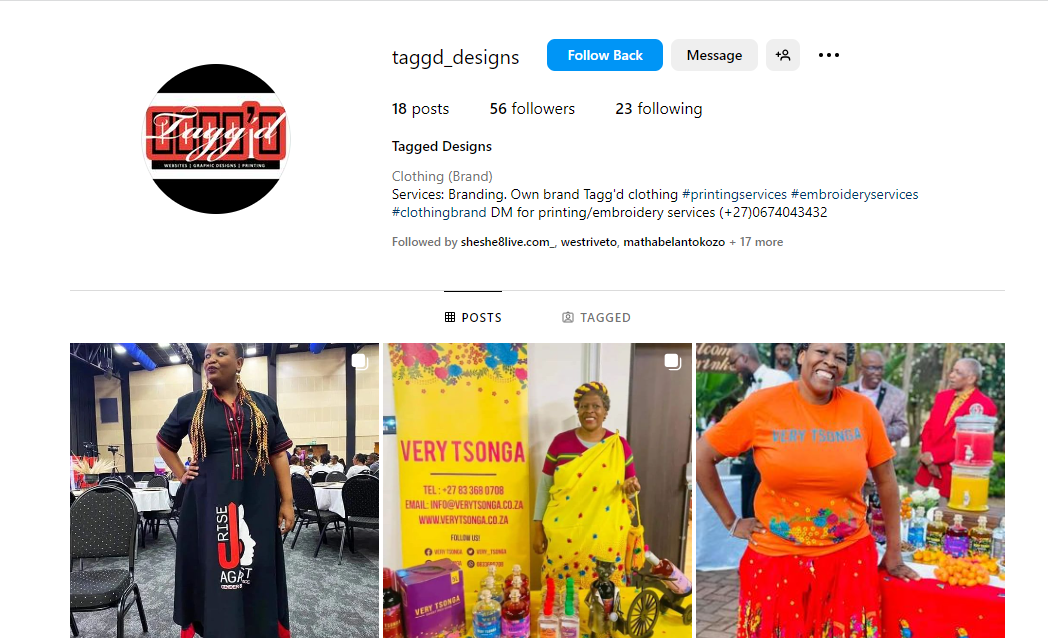 taggd_designs
Follow Back
Message
18 posts
56 followers
23 following
Tagg'd
WEBSITES | GRAPHIC DESIGNS | PRINTING
Tagged Designs
Clothing (Brand)
Services: Branding. Own brand Tagg'd clothing #printingservices #embroideryservices
#clothingbrand DM for printing/embroidery services (+27)0674043432
Followed by sheshe8live.com_, westriveto, mathabelantokozo + 17 more
POSTS
TAGGED
RISE
AGAPT
VERY TSONGA
TEL : +27 83 368 0708
EMAIL: INFO@VERYTSONGA.CO.ZA
WWW.VERYTSONGA.CO.ZA
FOLLOW US!
VERY TSONGA
VERY_TSONGA
VERY TSONGA
VERY TSONGA